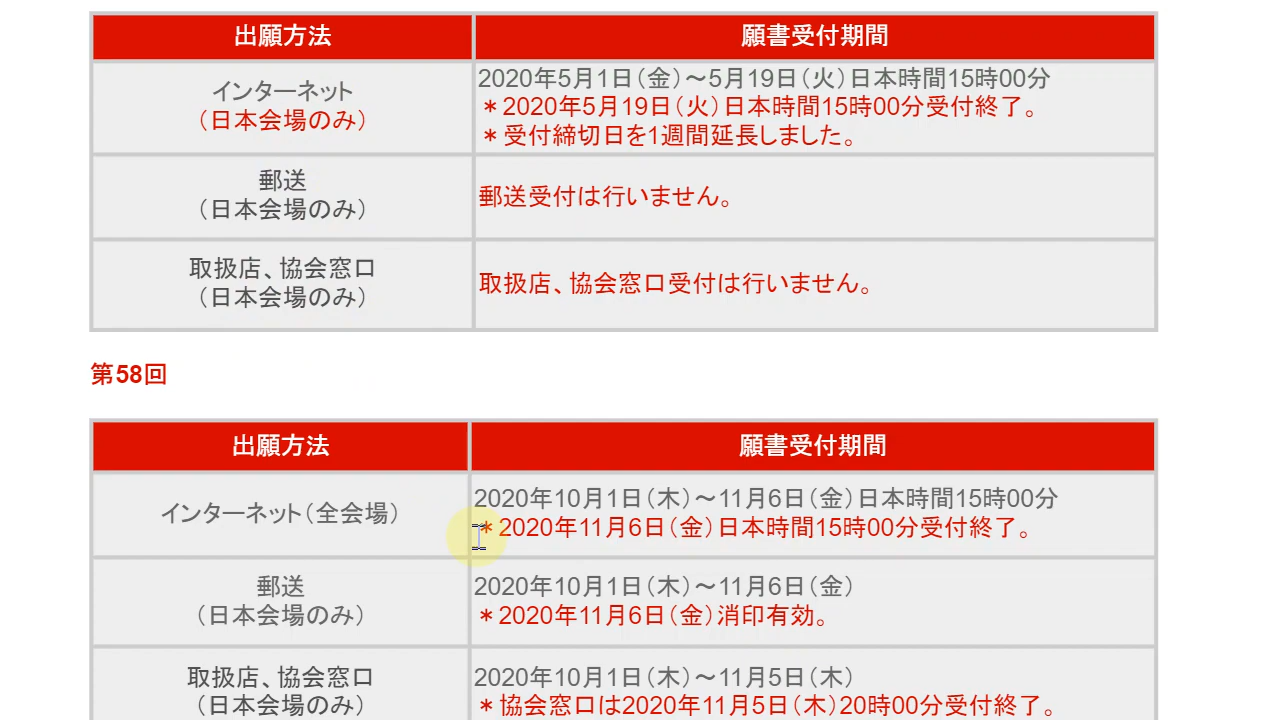 出願方法
願書受付期間
インターネット
（日本会場のみ）
2020年5月1日（金）～5月19日（火）日本時間15時00分
＊2020年5月19日（火）日本時間15時00分受付終了。
＊受付締切日を1週間延長しました。
郵送
（日本会場のみ）
郵送受付は行いません。
取扱店、協会窓口
（日本会場のみ）
取扱店、協会窓口受付は行いません。
第58回
出願方法
願書受付期間
インターネット（全会場）
2020年10月1日（木）～11月6日（金）日本時間15時00分
＊2020年11月6日（金）日本時間15時00分受付終了。
郵送
（日本会場のみ）
2020年10月1日（木）～11月6日（金）
＊2020年11月6日（金）消印有効。
取扱店、協会窓口
（日本会場のみ）
2020年10月1日（木）～11月5日（木）
＊協会窓口は2020年11月5日（木）20時00分受付終了。